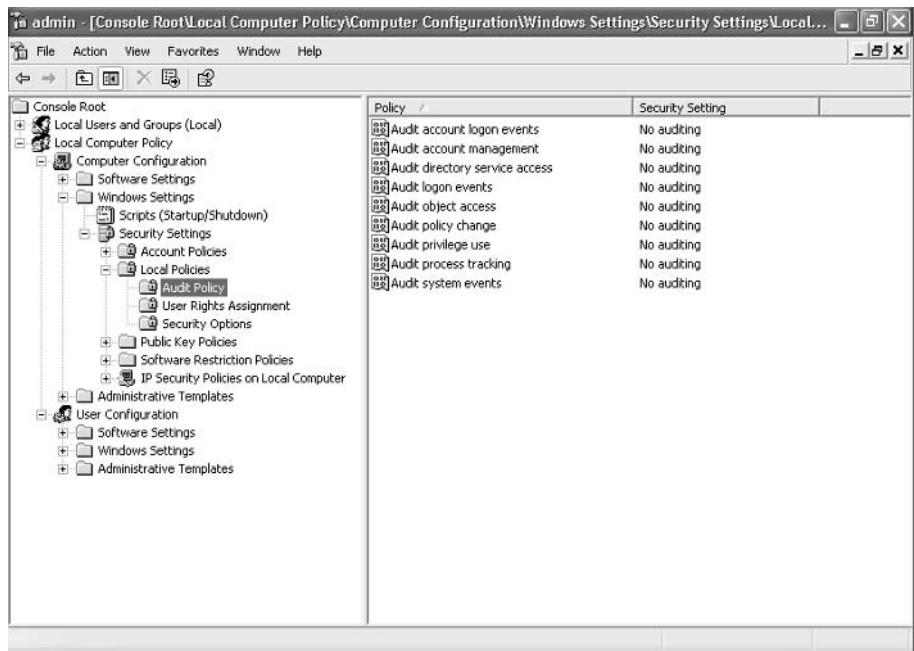 admin - [Console Root\Local Computer Policy\Computer Configuration\Windows Settings\Security Settings\Local...
File Action View Favorites Window Help
Console Root
Local Users and Groups (Local)
Local Computer Policy
Computer Configuration
Software Settings
Windows Settings
Scripts (Startup/Shutdown)
Security Settings
Account Policies
Local Policies
Audit Policy
User Rights Assignment
Security Options
Public Key Policies
Software Restriction Policies
IP Security Policies on Local Computer
Administrative Templates
User Configuration
Software Settings
Windows Settings
Administrative Templates
Policy Security Setting
Audit account logon events No auditing
Audit account management No auditing
Audit directory service access No auditing
Audit logon events No auditing
Audit object access No auditing
Audit policy change No auditing
Audit privilege use No auditing
Audit process tracking No auditing
Audit system events No auditing